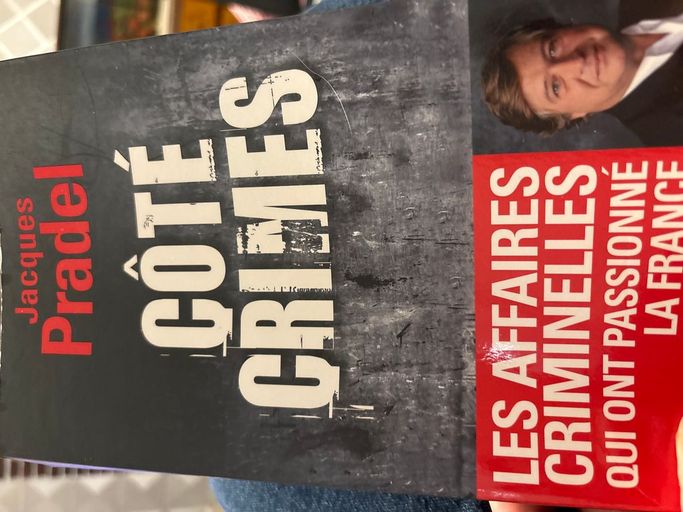 Jacques
Pradel
CÔTÉ
CRIMES
LES AFFAIRES
CRIMINELLES
QUI ONT PASSIONNÉ
LA FRANCE